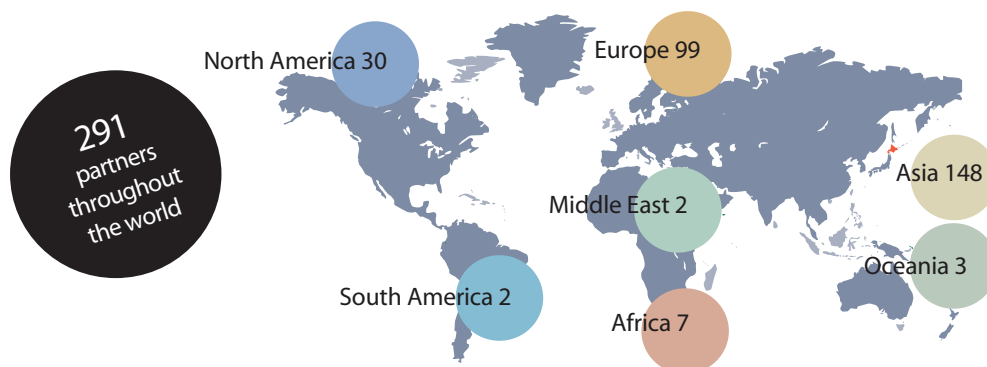 291
partners
throughout
the world
North America 30
Europe 99
Asia 148
Middle East 2
Oceania 3
South America 2
Africa 7